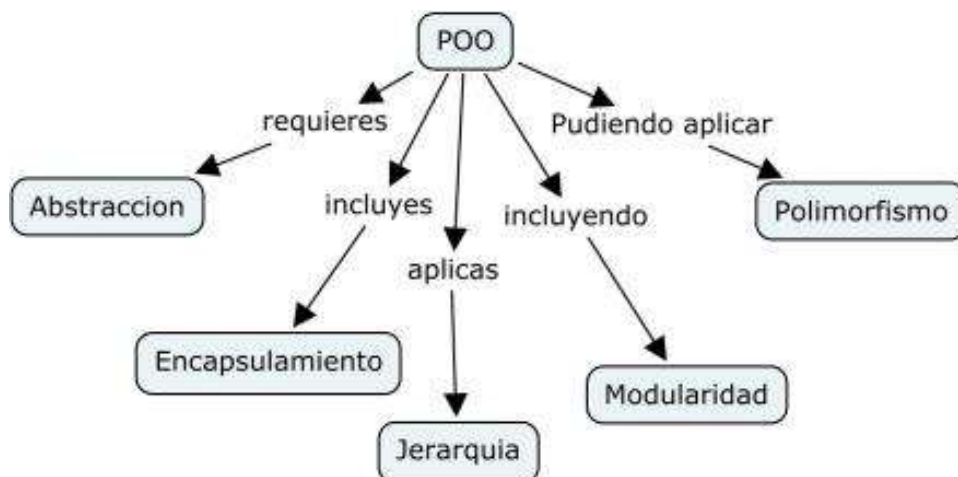 POO
requieres
Pudiendo aplicar
Abstraccion
incluyes
incluyendo
Polimorfismo
aplicas
Encapsulamiento
Modularidad
Jerarquia